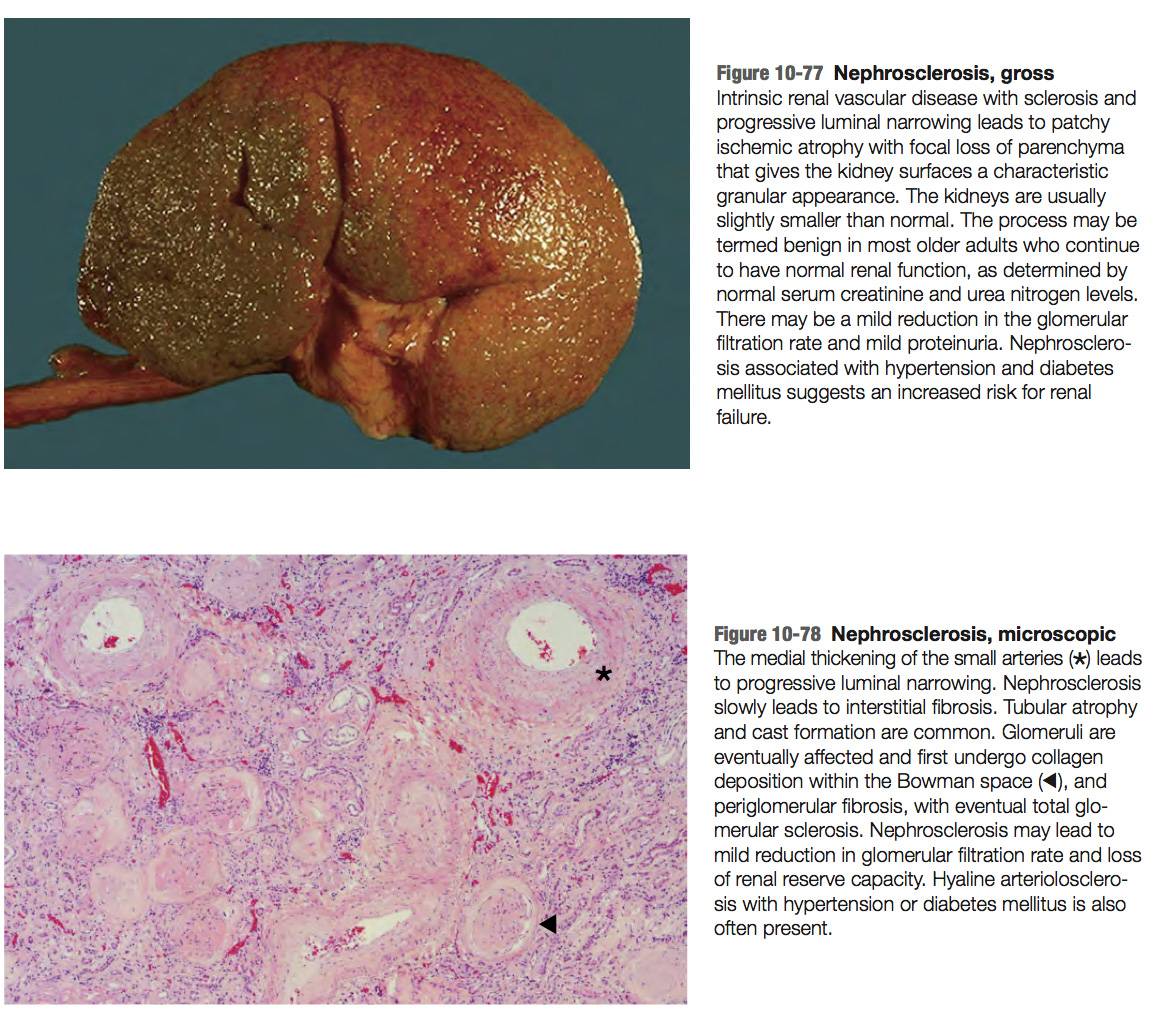 Figure 10-77 Nephrosclerosis, gross
Intrinsic renal vascular disease with sclerosis and
progressive luminal narrowing leads to patchy
ischemic atrophy with focal loss of parenchyma
that gives the kidney surfaces a characteristic
granular appearance. The kidneys are usually
slightly smaller than normal. The process may be
termed benign in most older adults who continue
to have normal renal function, as determined by
normal serum creatinine and urea nitrogen levels.
There may be a mild reduction in the glomerular
filtration rate and mild proteinuria. Nephrosclero-
sis associated with hypertension and diabetes
mellitus suggests an increased risk for renal
failure.
*
Figure 10-78 Nephrosclerosis, microscopic
The medial thickening of the small arteries (*) leads
to progressive luminal narrowing. Nephrosclerosis
slowly leads to interstitial fibrosis. Tubular atrophy
and cast formation are common. Glomeruli are
eventually affected and first undergo collagen
deposition within the Bowman space (◄), and
periglomerular fibrosis, with eventual total glo-
merular sclerosis. Nephrosclerosis may lead to
mild reduction in glomerular filtration rate and loss
of renal reserve capacity. Hyaline arteriolosclero-
sis with hypertension or diabetes mellitus is also
often present.
◄